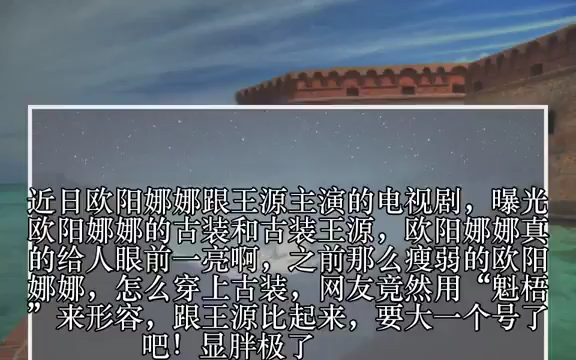 近日欧阳娜娜跟王源主演的电视剧，曝光
欧阳娜娜的古装和古装王源，欧阳娜娜真
的给人眼前一亮啊，之前那么瘦弱的欧阳
娜娜，怎么穿上古装，网友竟然用“魁梧
”来形容，跟王源比起来，要大一个号了
吧！显胖极了